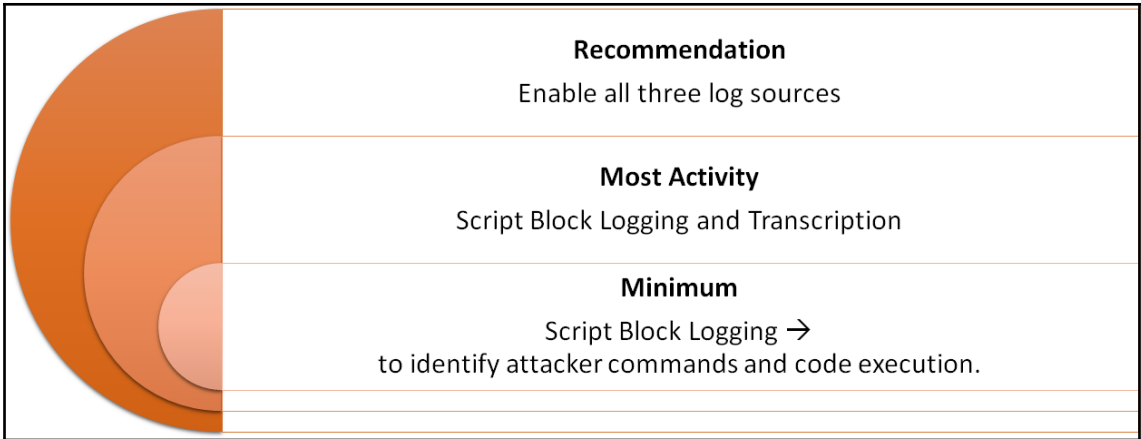 Recommendation
Enable all three log sources
Most Activity
Script Block Logging and Transcription
Minimum
Script Block Logging →
to identify attacker commands and code execution.